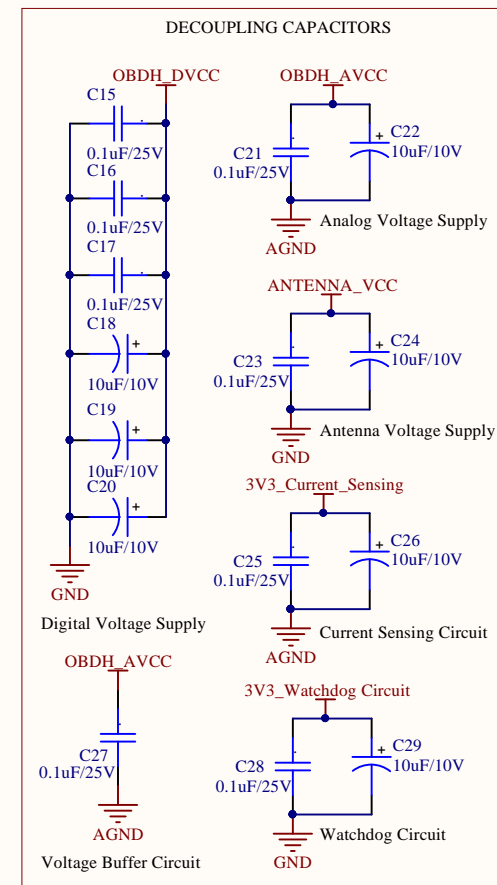 DECOUPLING CAPACITORS
OBDH_DVCC
C15
0.1uF/25V
C16
0.1uF/25V
C17
0.1uF/25V
C18
+
10uF/10V
C19
+
10uF/10V
C20
+
10uF/10V
GND
Digital Voltage Supply
OBDH_AVCC
C27
0.1uF/25V
AGND
Voltage Buffer Circuit
OBDH_AVCC
C21
0.1uF/25V
+
C22
10uF/10V
AGND
Analog Voltage Supply
ANTENNA_VCC
C23
0.1uF/25V
+
C24
10uF/10V
GND
Antenna Voltage Supply
3V3_Current_Sensing
C25
0.1uF/25V
+
C26
10uF/10V
AGND
Current Sensing Circuit
3V3_Watchdog Circuit
C28
0.1uF/25V
+
C29
10uF/10V
GND
Watchdog Circuit